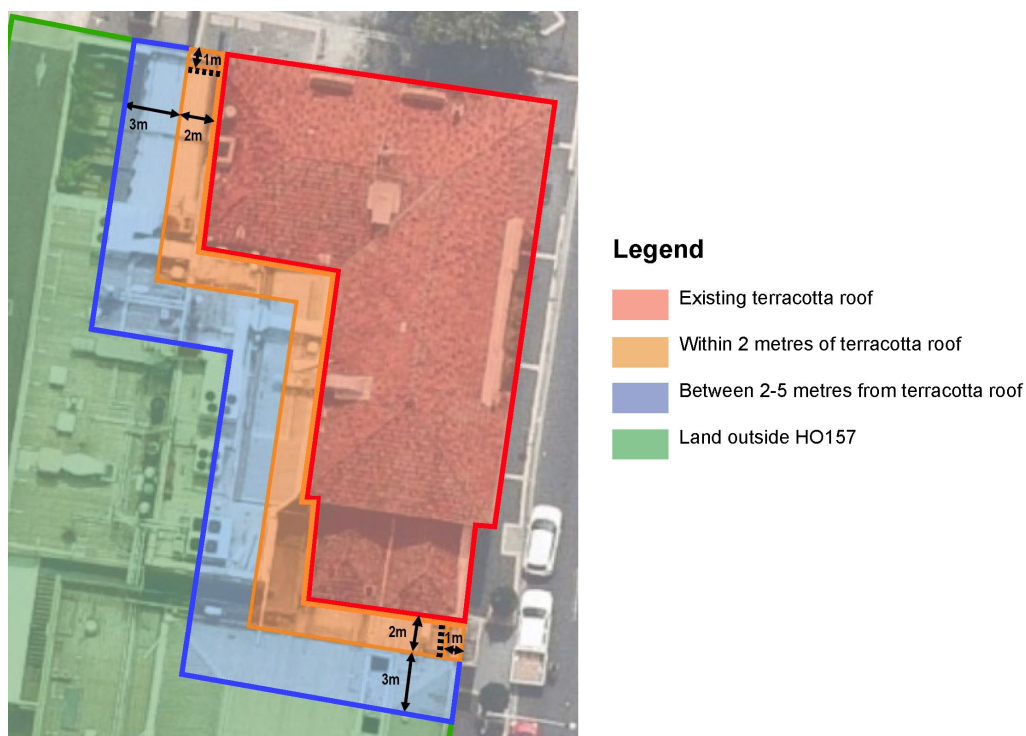 1m
3m
2m
Legend
Existing terracotta roof
Within 2 metres of terracotta roof
Between 2-5 metres from terracotta roof
Land outside HO157
2m
1m
3m